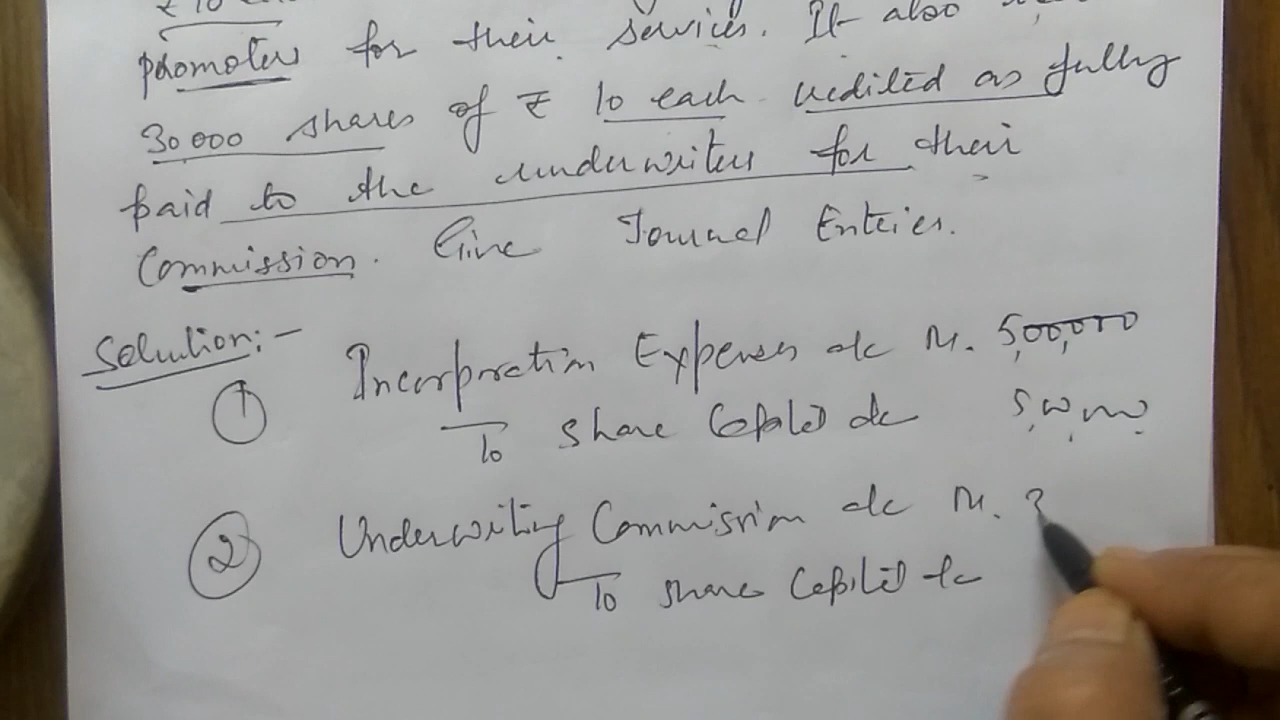 ₹ 10
promoters for their services. It also
30000 shares of ₹ 10 each credited as fully
paid to the underwriters for their
Commission. Give Journal Entries.
Solution:-
① Incorporation Expenses a/c Dr. 5,00,000
To share Capital a/c 5,00,000
② Underwriting Commission a/c Dr. 3
To share Capital a/c